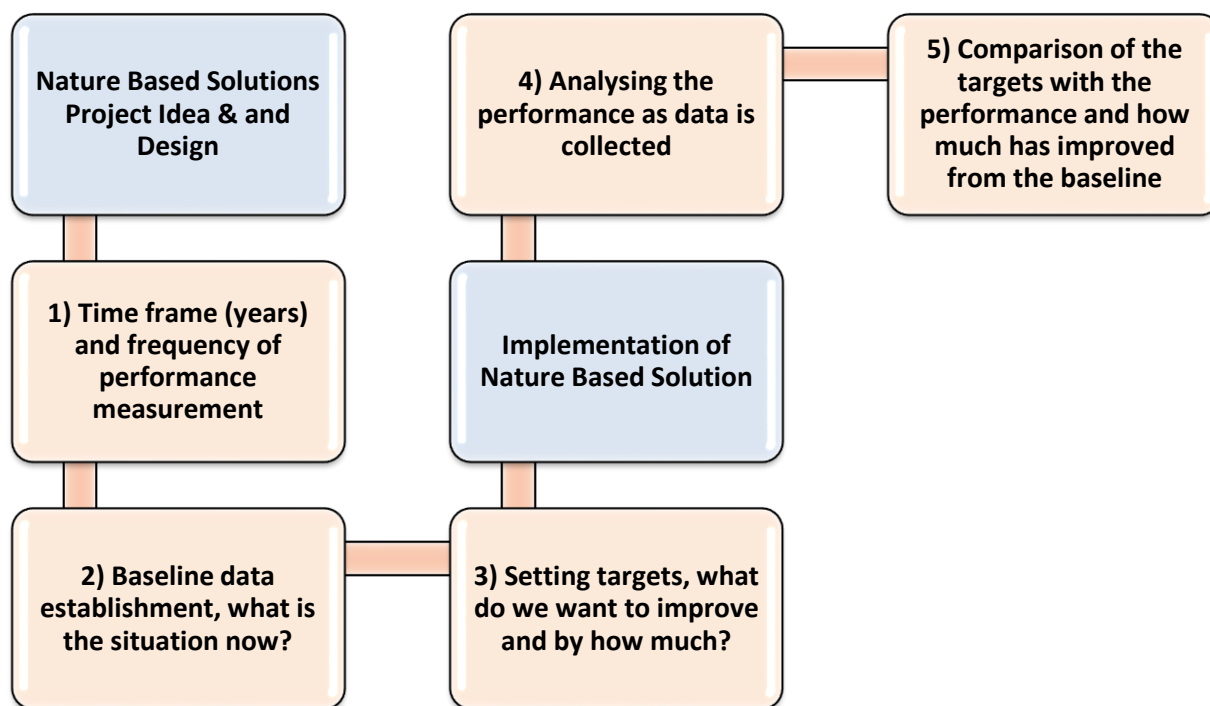 Nature Based Solutions
Project Idea & and
Design
1) Time frame (years)
and frequency of
performance
measurement
2) Baseline data
establishment, what is
the situation now?
3) Setting targets, what
do we want to improve
and by how much?
Implementation of
Nature Based Solution
4) Analysing the
performance as data is
collected
5) Comparison of the
targets with the
performance and how
much has improved
from the baseline